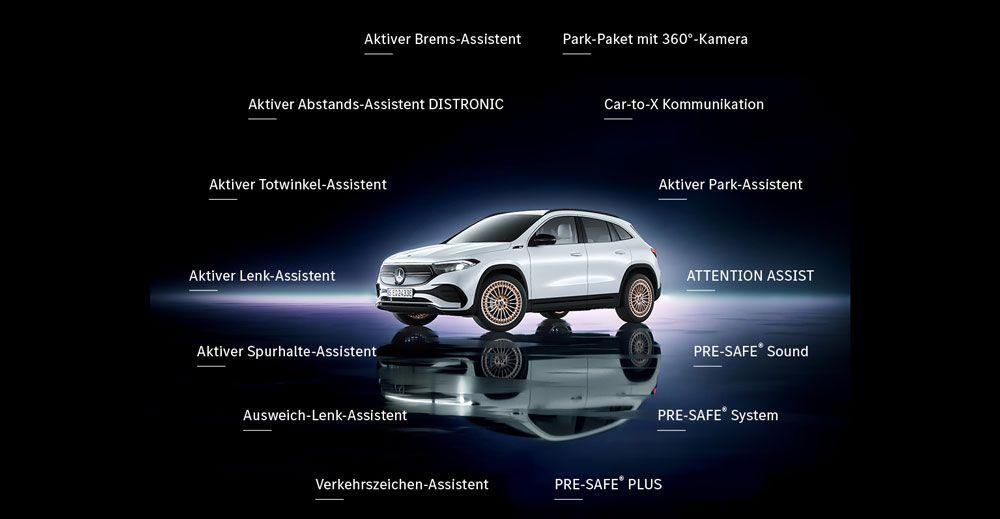 Aktiver Brems-Assistent
Park-Paket mit 360°-Kamera
Aktiver Abstands-Assistent DISTRONIC
Car-to-X Kommunikation
Aktiver Totwinkel-Assistent
Aktiver Park-Assistent
Aktiver Lenk-Assistent
ATTENTION ASSIST
Aktiver Spurhalte-Assistent
PRE-SAFE® Sound
Ausweich-Lenk-Assistent
PRE-SAFE® System
Verkehrszeichen-Assistent
PRE-SAFE® PLUS